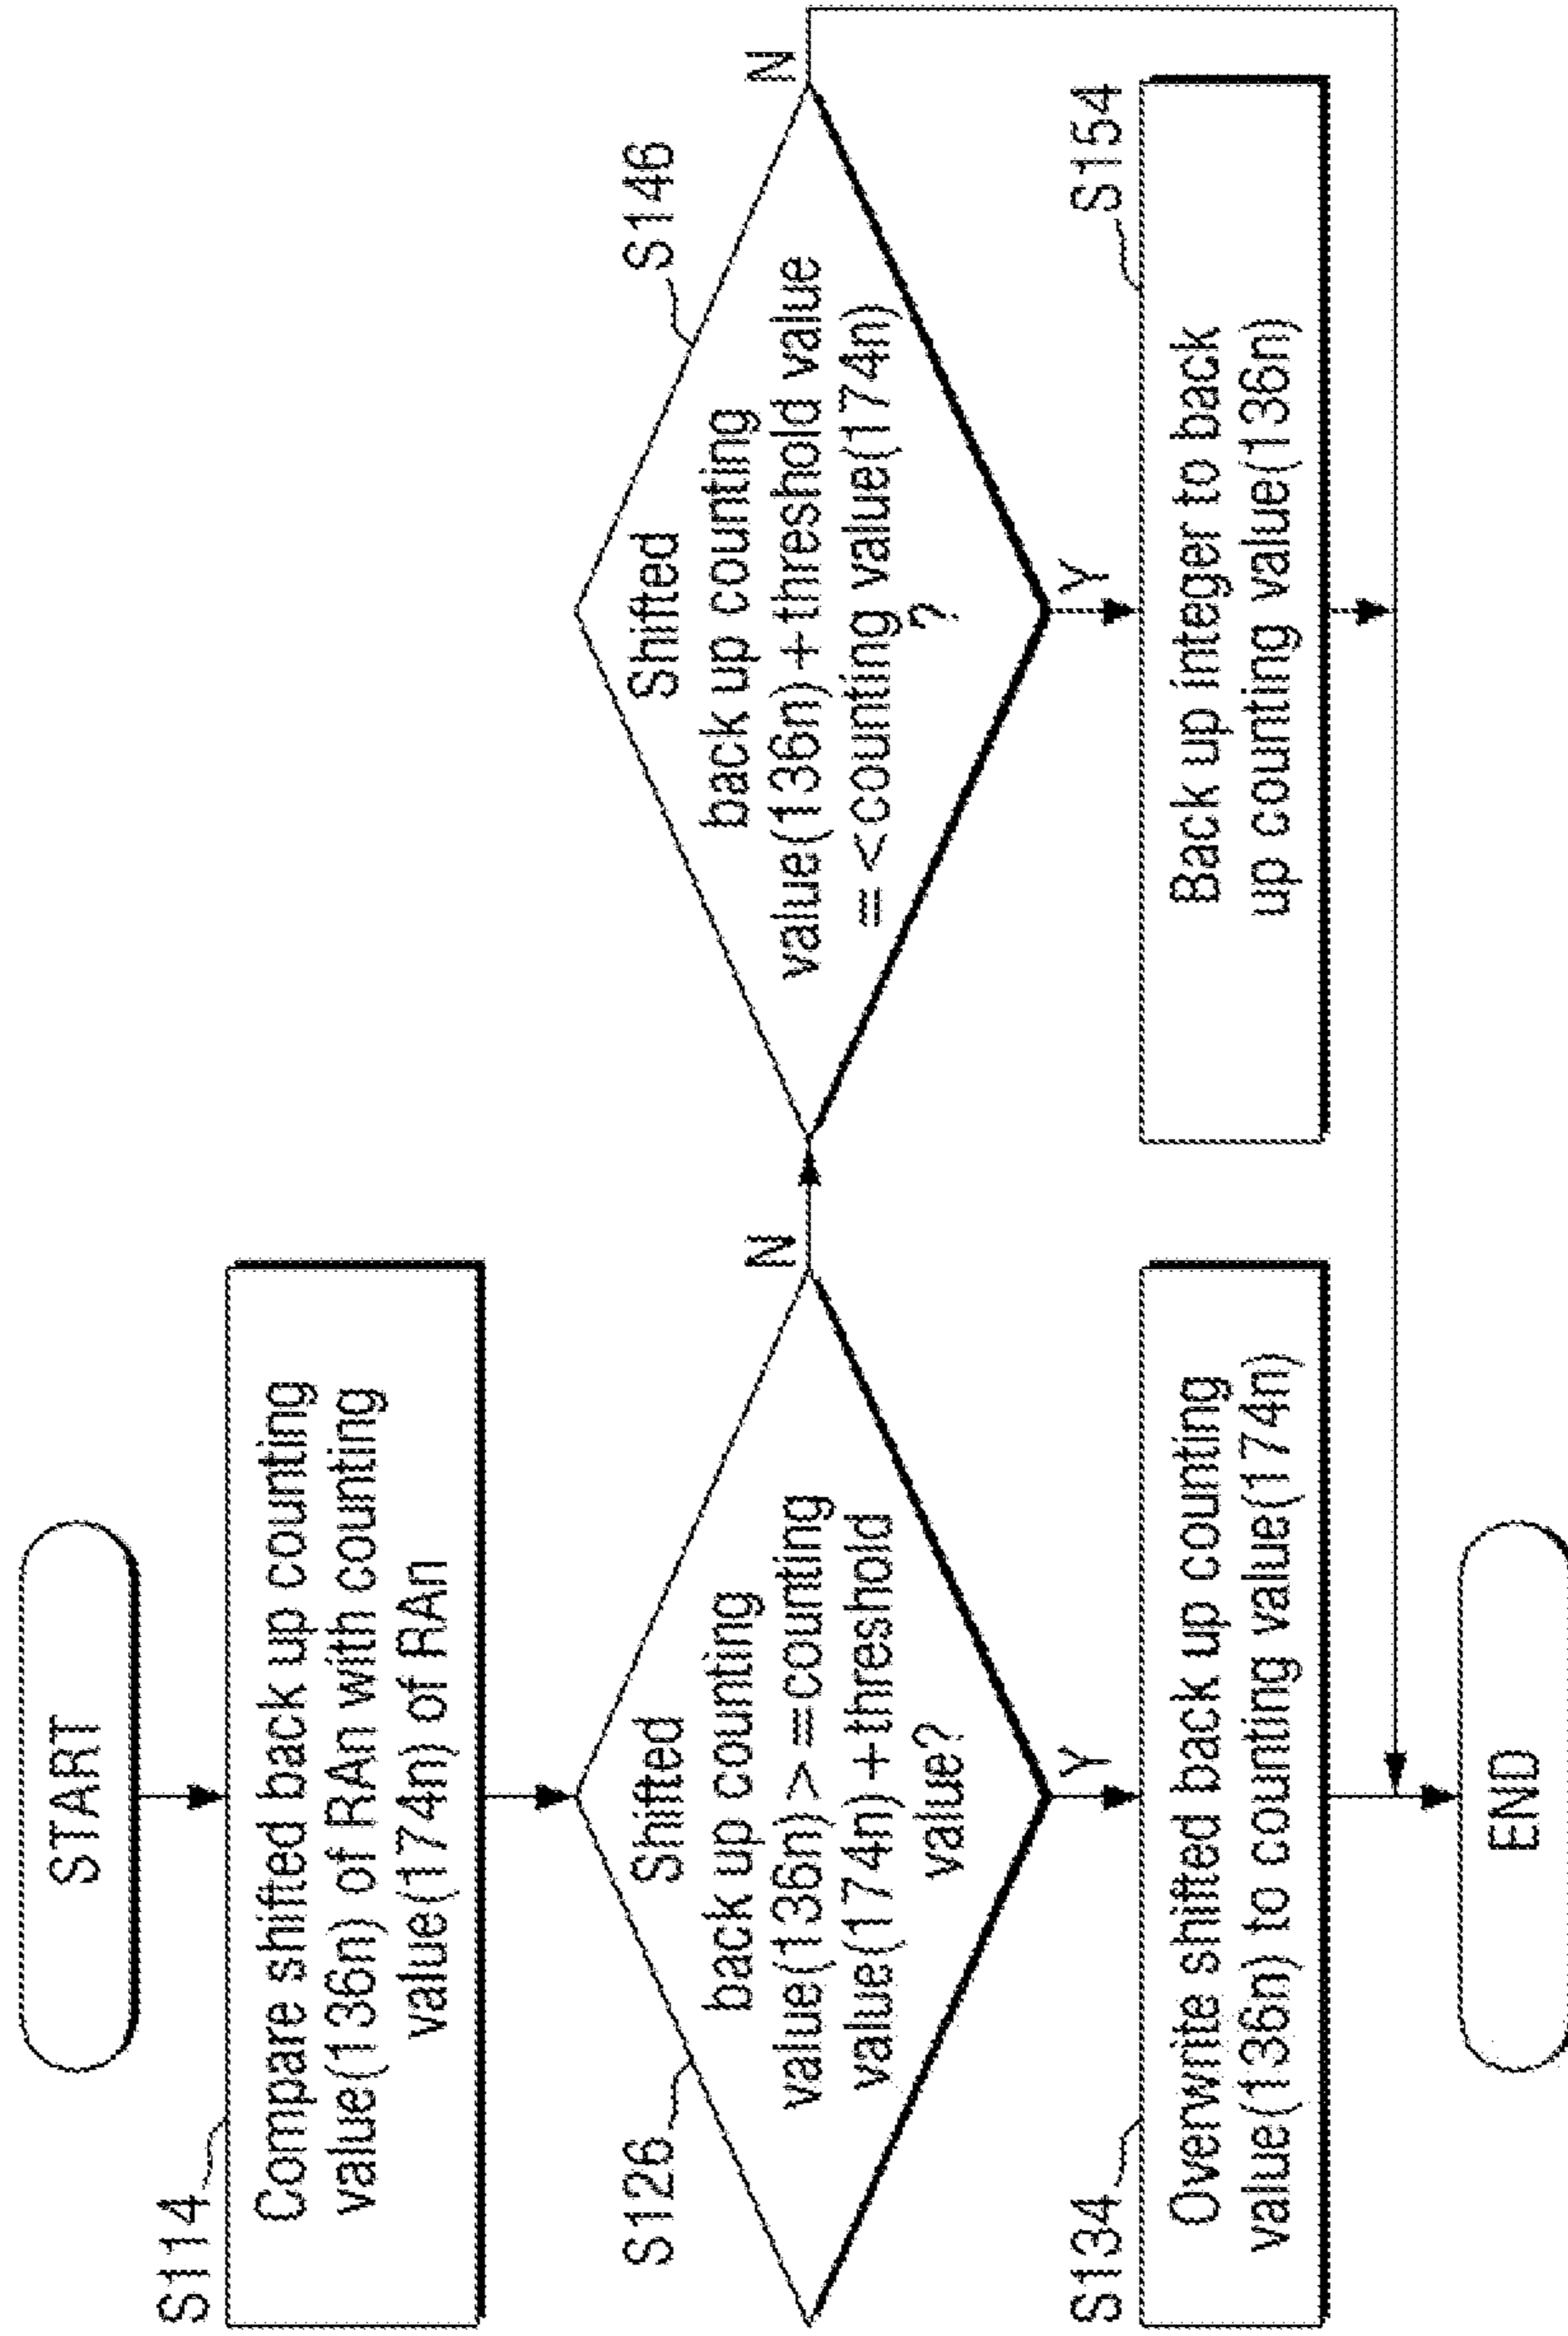 START
S114
Compare shifted back up counting
value(136n) of RAn with counting
value(174n) of RAn
S126
Shifted
back up counting
value(136n)>=counting
value(174n)+threshold
value?
N
Y
S134
Overwrite shifted back up counting
value(136n) to counting value(174n)
S146
Shifted
back up counting
value(136n)+threshold value
=<counting value(174n)
?
N
Y
S154
Back up integer to back
up counting value(136n)
END